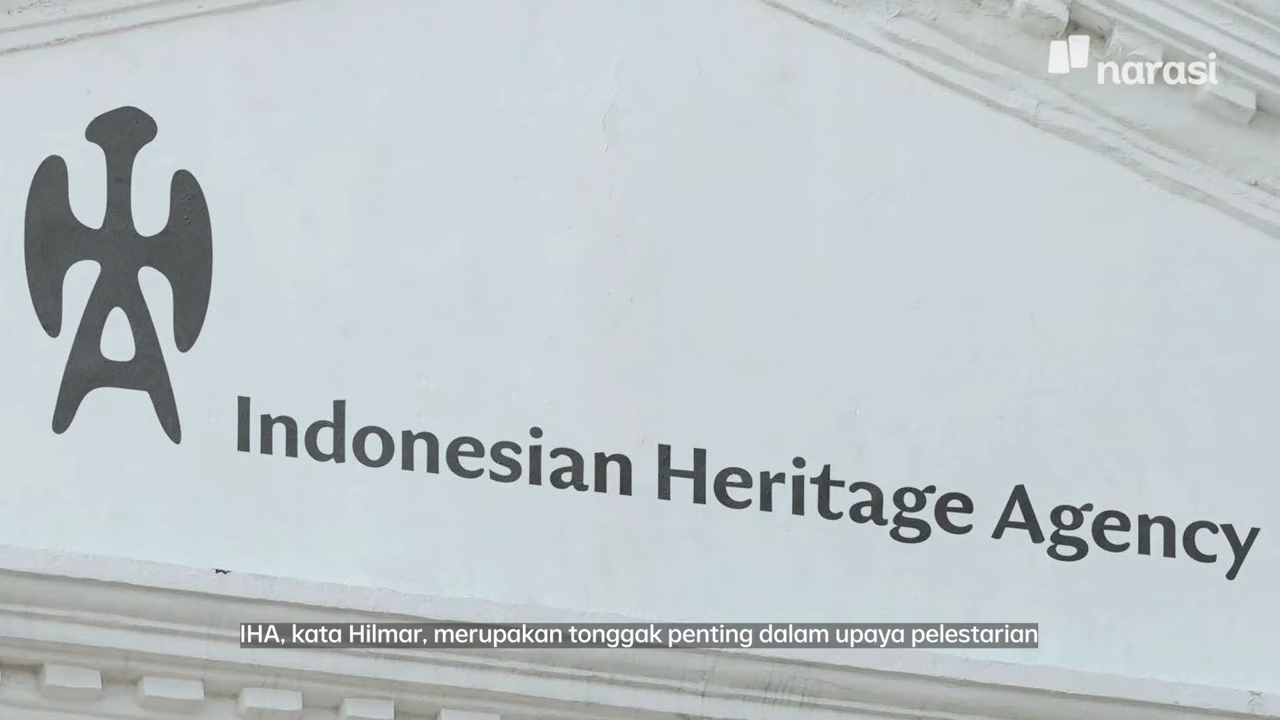 narasi
Indonesian Heritage Agency
IHA, kata Hilmar, merupakan tonggak penting dalam upaya pelestarian